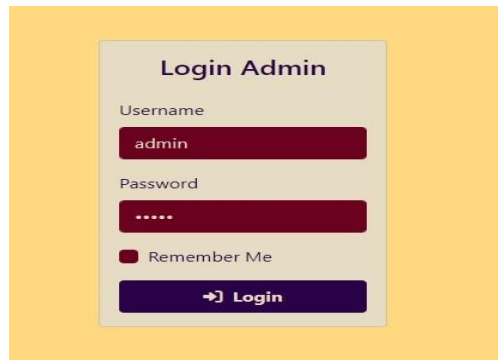 Login Admin
Username
admin
Password
•••••
Remember Me
Login